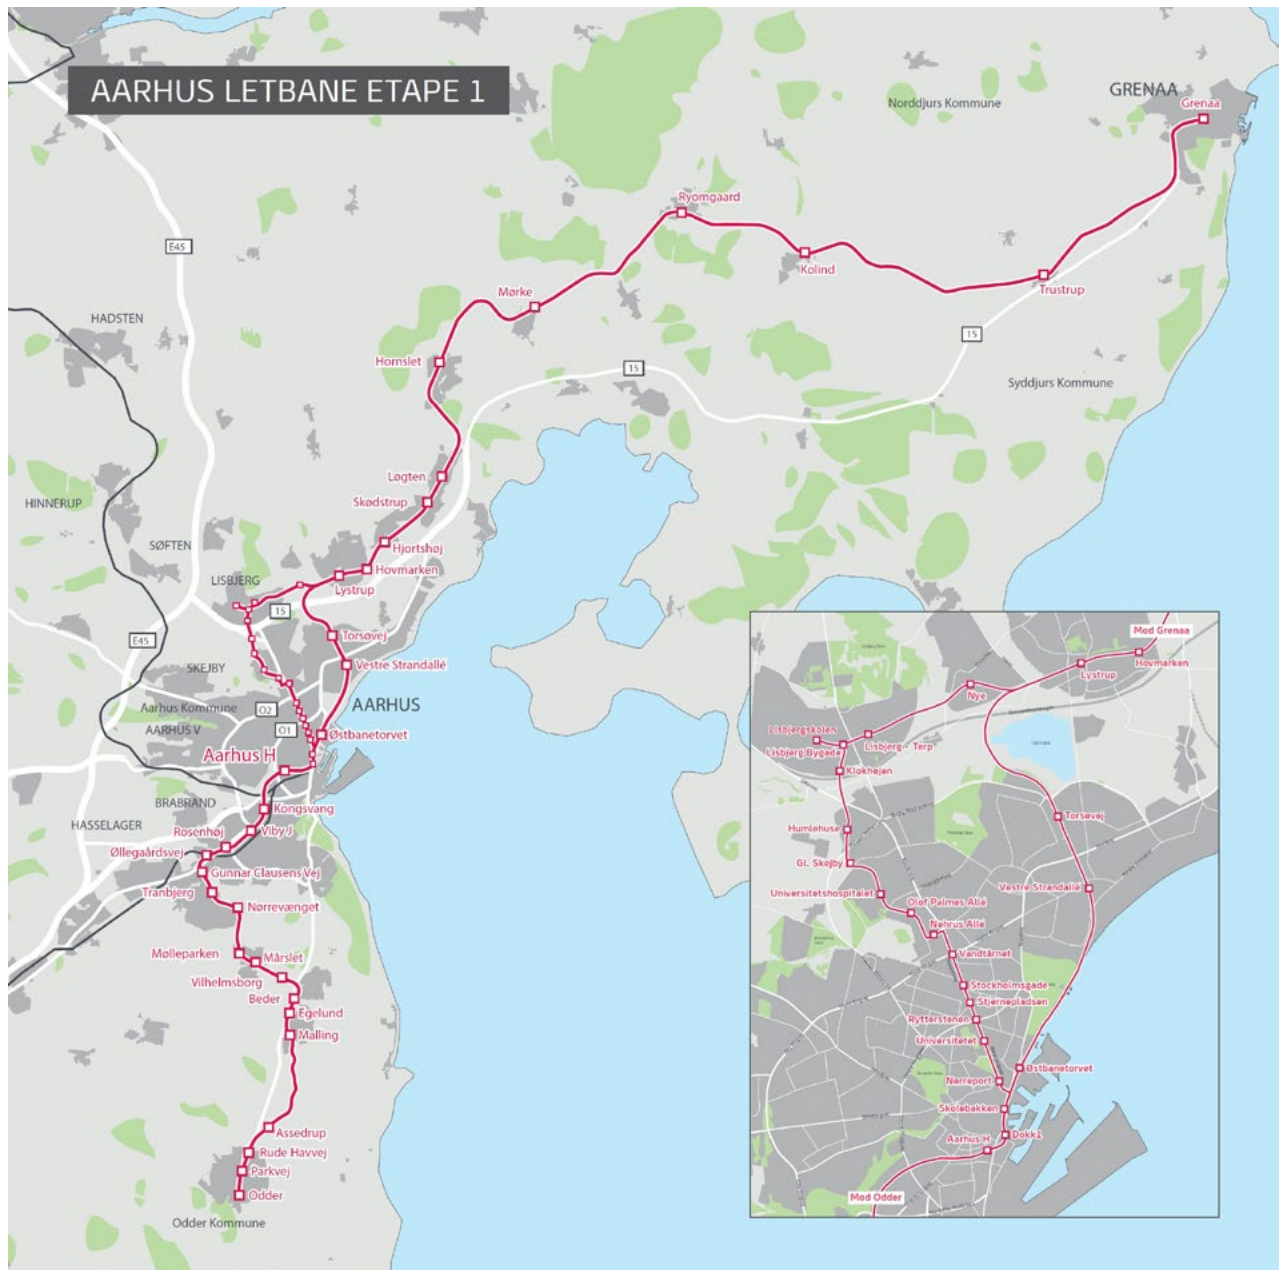 AARHUS LETBANE ETAPE 1
GRENAA
Grenaa
Norddjurs Kommune
Ryomgaard
E45
Kolind
Trustrup
Mørke
HADSTEN
15
Hornslet
15
Syddjurs Kommune
Løgten
Skødstrup
HINNERUP
SØFTEN
Hjortshøj
Hovmarken
LISBJERG
Lystrup
15
E45
Torsøvej
SKEJBY
Vestre Strandallé
Aarhus Kommune
O2
AARHUS
AARHUS V
O1
Østbanetorvet
Aarhus H
BRABRAND
Kongsvang
HASSELAGER
Rosenhøj
Viby J
Øllegaardsvej
Gunnar Clausens Vej
Tranbjerg
Nørrevænget
Mølleparken
Mårslet
Vilhelmsborg
Beder
Egelund
Malling
Assedrup
Rude Havvej
Parkvej
Odder
Odder Kommune
Mod Grenaa
Hovmarken
Lystrup
Nye
Lisbjergskolen
Lisbjerg - Terp
Lisbjerg Bygade
Klokhøjen
Torsøvej
Humlehuse
Gl. Skejby
Vestre Strandallé
Universitetshospitalet
Olof Palmes Allé
Nehrus Allé
Vandtårnet
Stockholmsgade
Stjernepladsen
Rytterstenen
Universitetet
Østbanetorvet
Nørreport
Skolebakken
Dokk1
Aarhus H
Mod Odder